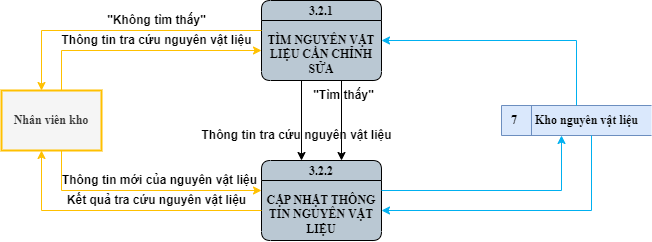 "Không tìm thấy"
Thông tin tra cứu nguyên vật liệu
3.2.1
TÌM NGUYÊN VẬT
LIỆU CẦN CHỈNH
SỬA
"Tìm thấy"
Nhân viên kho
7 Kho nguyên vật liệu
Thông tin tra cứu nguyên vật liệu
3.2.2
CẬP NHẬT THÔNG
TIN NGUYÊN VẬT
LIỆU
Thông tin mới của nguyên vật liệu
Kết quả tra cứu nguyên vật liệu